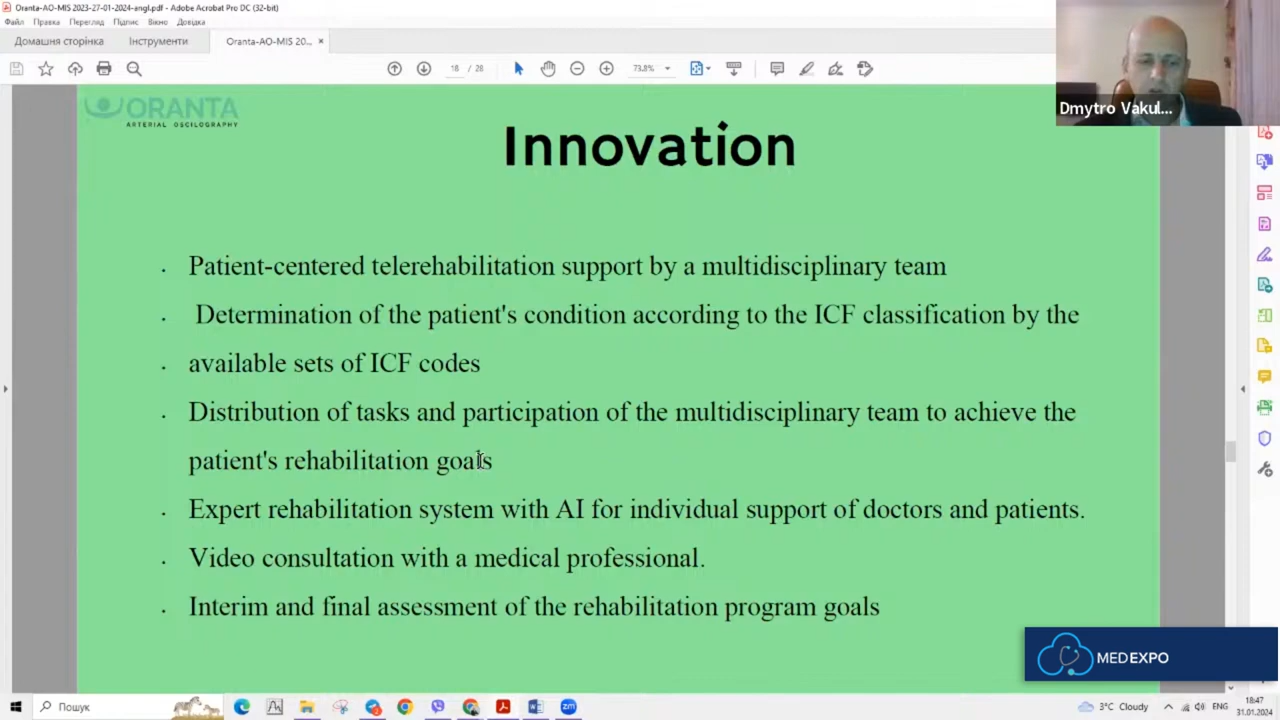 Oranta-AO-MIS 2023-27-01-2024-angl.pdf - Adobe Acrobat Pro DC (32-bit)
Файл Правка Перегляд Підпис Вікно Довідка
Домашня сторінка Інструменти Oranta-AO-MIS 20... ×
18 / 28 73,8%
Dmytro Vakul...
ORANTA
ARTERIAL OSCILOGRAPHY
Innovation
· Patient-centered telerehabilitation support by a multidisciplinary team
· Determination of the patient's condition according to the ICF classification by the
· available sets of ICF codes
· Distribution of tasks and participation of the multidisciplinary team to achieve the
patient's rehabilitation goals
· Expert rehabilitation system with AI for individual support of doctors and patients.
· Video consultation with a medical professional.
· Interim and final assessment of the rehabilitation program goals
MEDEXPO
Пошук
3°C Cloudy
ENG
18:47
31.01.2024